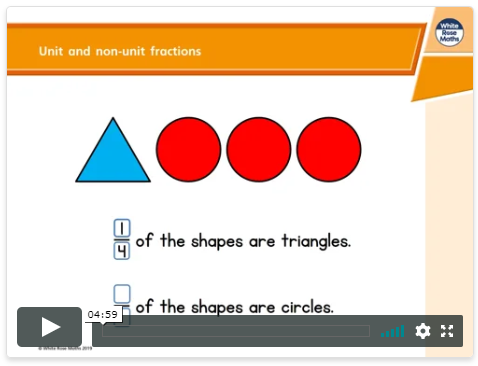 White
Rose
Maths
Unit and non-unit fractions
1
4
of the shapes are triangles.
of the shapes are circles.
04:59
© White Rose Maths 2019